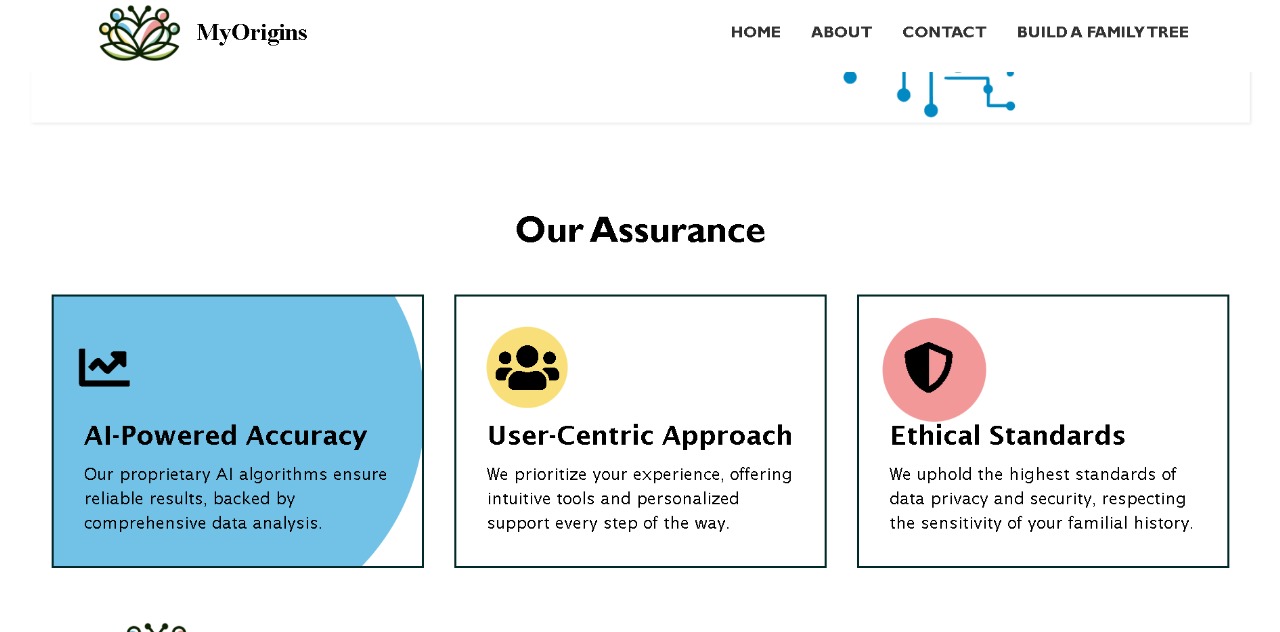 MyOrigins
HOME
ABOUT
CONTACT
BUILD A FAMILY TREE
Our Assurance
AI-Powered Accuracy
Our proprietary AI algorithms ensure
reliable results, backed by
comprehensive data analysis.
User-Centric Approach
We prioritize your experience, offering
intuitive tools and personalized
support every step of the way.
Ethical Standards
We uphold the highest standards of
data privacy and security, respecting
the sensitivity of your familial history.